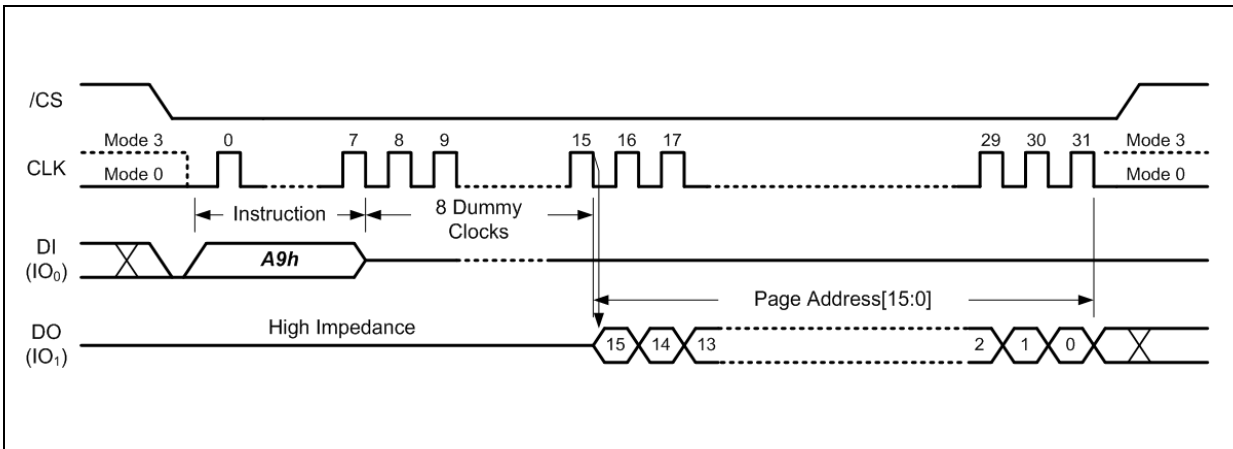 /CS
Mode 3 0 7 8 9 15 16 17 29 30 31 Mode 3
CLK
Mode 0 Mode 0
Instruction 8 Dummy
Clocks
DI
(IO₀)
A9h
Page Address[15:0]
DO
(IO₁)
High Impedance
15 14 13 2 1 0